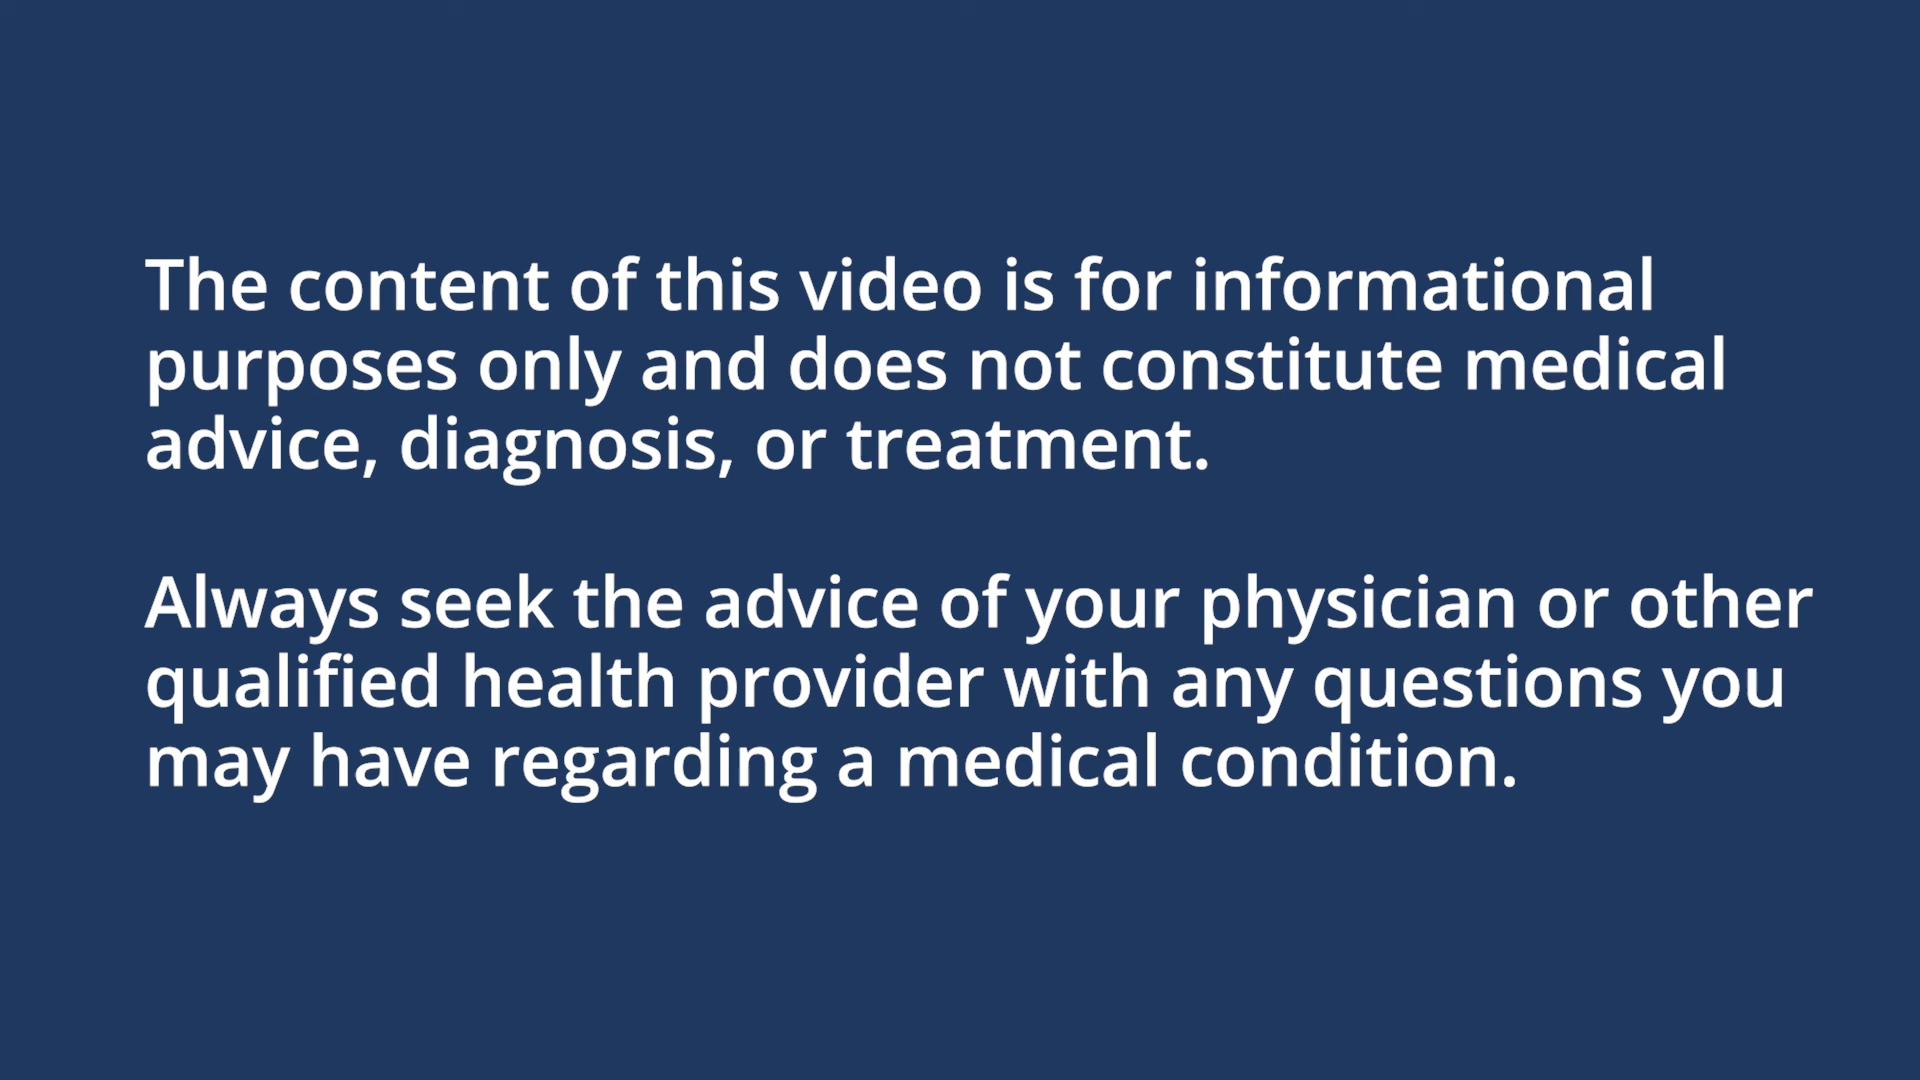 The content of this video is for informational
purposes only and does not constitute medical
advice, diagnosis, or treatment.
Always seek the advice of your physician or other
qualified health provider with any questions you
may have regarding a medical condition.